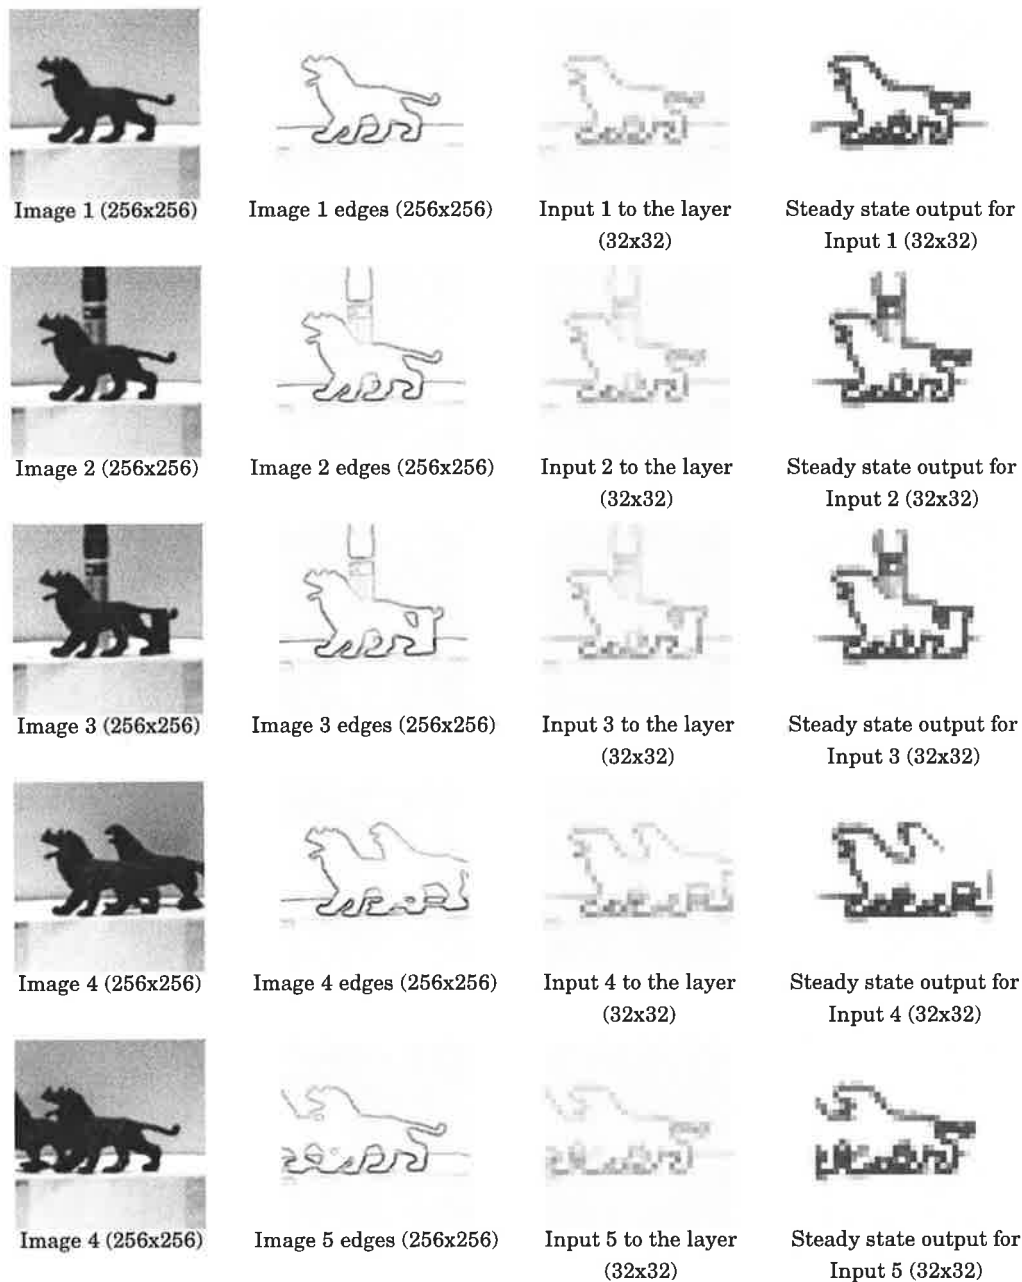 Image 1 (256x256) Image 1 edges (256x256) Input 1 to the layer Steady state output for
(32x32) Input 1 (32x32)
Image 2 (256x256) Image 2 edges (256x256) Input 2 to the layer Steady state output for
(32x32) Input 2 (32x32)
Image 3 (256x256) Image 3 edges (256x256) Input 3 to the layer Steady state output for
(32x32) Input 3 (32x32)
Image 4 (256x256) Image 4 edges (256x256) Input 4 to the layer Steady state output for
(32x32) Input 4 (32x32)
Image 4 (256x256) Image 5 edges (256x256) Input 5 to the layer Steady state output for
(32x32) Input 5 (32x32)